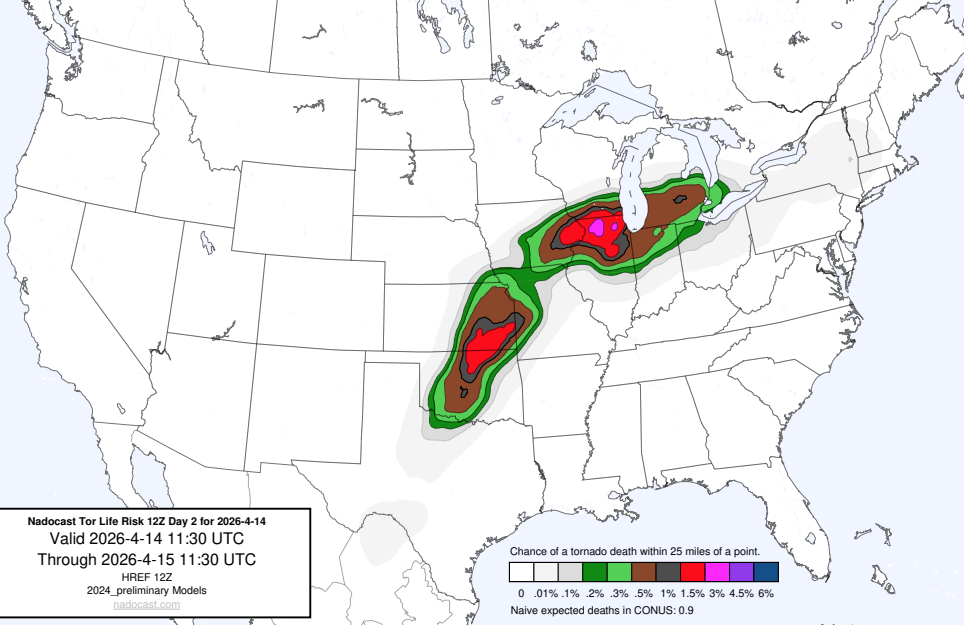 Nadocast Tor Life Risk 12Z Day 2 for 2026-4-14
Valid 2026-4-14 11:30 UTC
Through 2026-4-15 11:30 UTC
HREF 12Z
2024_preliminary Models
nadocast.com
Chance of a tornado death within 25 miles of a point.
0 .01% .1% .2% .3% .5% 1% 1.5% 3% 4.5% 6%
Naive expected deaths in CONUS: 0.9